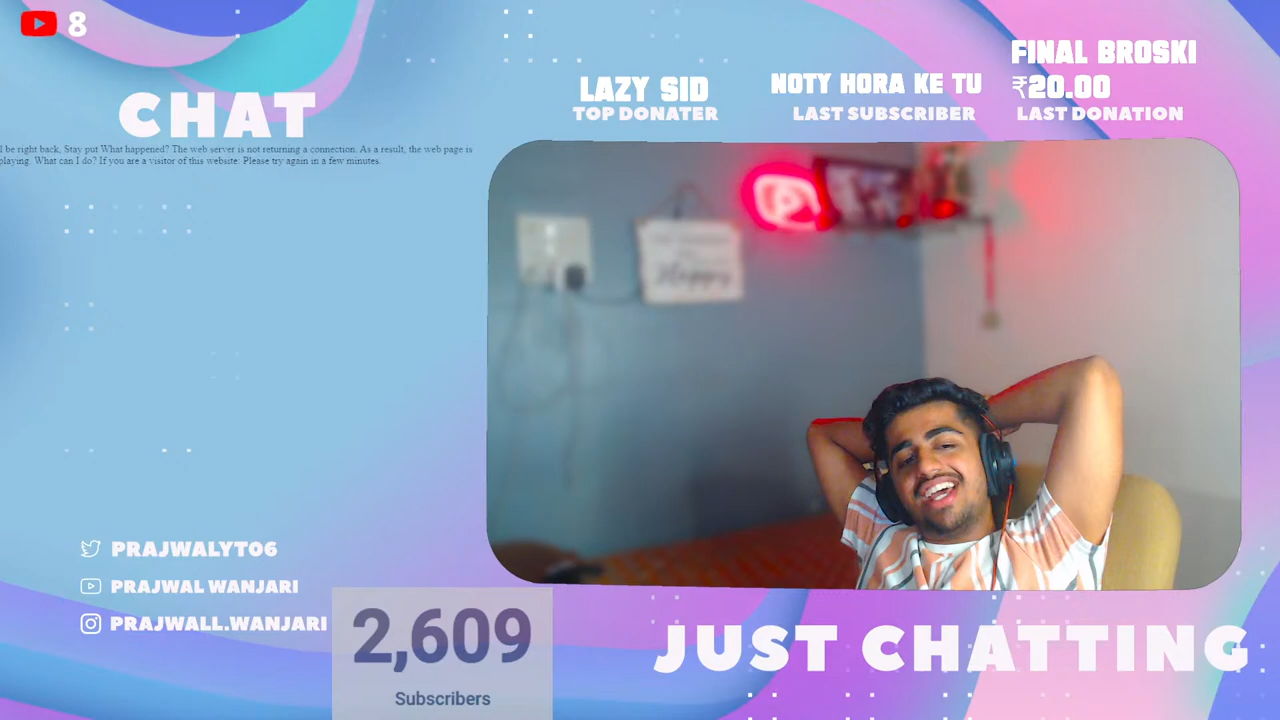 8
CHAT
l be right back, Stay put What happened? The web server is not returning a connection. As a result, the web page is
playing. What can I do? If you are a visitor of this website: Please try again in a few minutes.
LAZY SID
TOP DONATER
NOTY HORA KE TU
LAST SUBSCRIBER
FINAL BROSKI
₹20.00
LAST DONATION
Happy
PRAJWALYT06
PRAJWAL WANJARI
PRAJWALL.WANJARI
2,609
Subscribers
JUST CHATTING